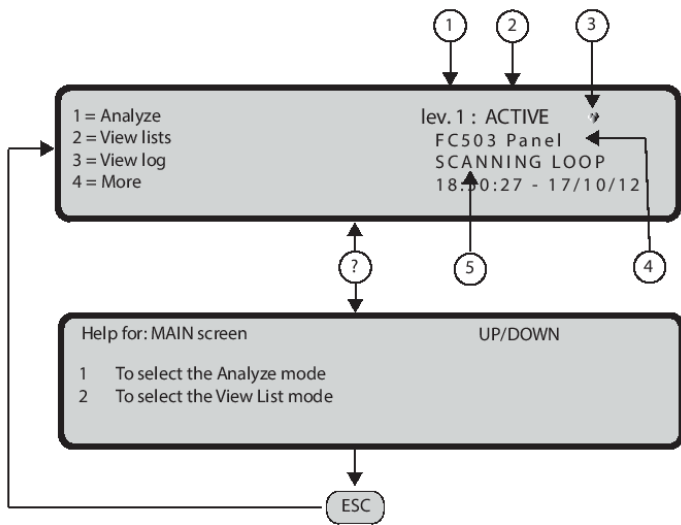 1 2 3
1 = Analyze
2 = View lists
3 = View log
4 = More
lev. 1 : ACTIVE
FC503 Panel
SCANNING LOOP
- 17/10/12
? 5 4
Help for: MAIN screen UP/DOWN
1 To select the Analyze mode
2 To select the View List mode
ESC